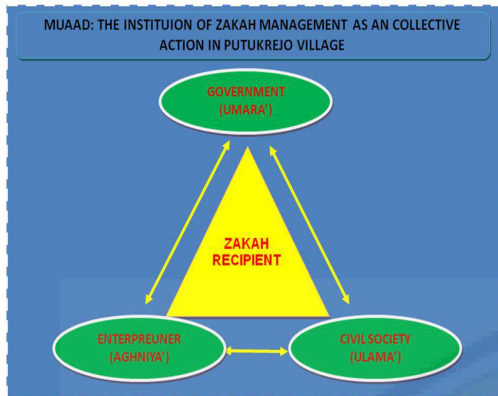 MUAAD: THE INSTITUION OF ZAKAH MANAGEMENT AS AN COLLECTIVE
ACTION IN PUTUKREJO VILLAGE
GOVERNMENT
(UMARA')
ZAKAH
RECIPIENT
ENTERPREUNER
(AGHNIYA')
CIVIL SOCIETY
(ULAMA')